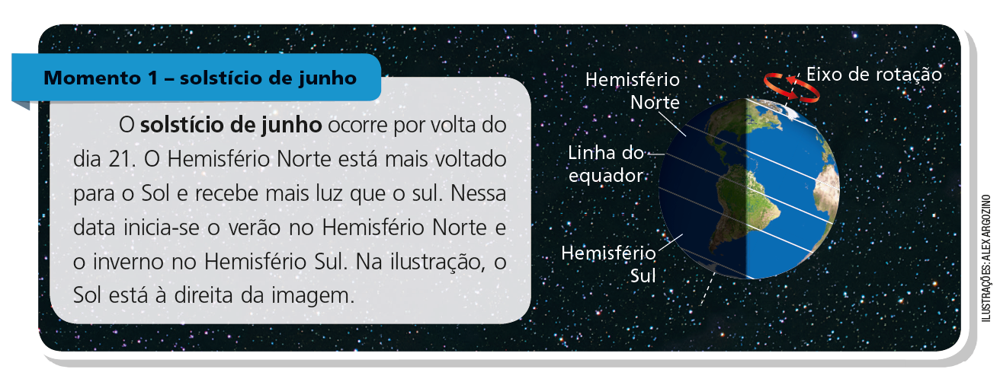 Momento 1 – solstício de junho
O solstício de junho ocorre por volta do
dia 21. O Hemisfério Norte está mais voltado
para o Sol e recebe mais luz que o sul. Nessa
data inicia-se o verão no Hemisfério Norte e
o inverno no Hemisfério Sul. Na ilustração, o
Sol está à direita da imagem.
Hemisfério
Norte
Eixo de rotação
Linha do
equador
Hemisfério
Sul
ILUSTRAÇÕES: ALEX ARGOZINO